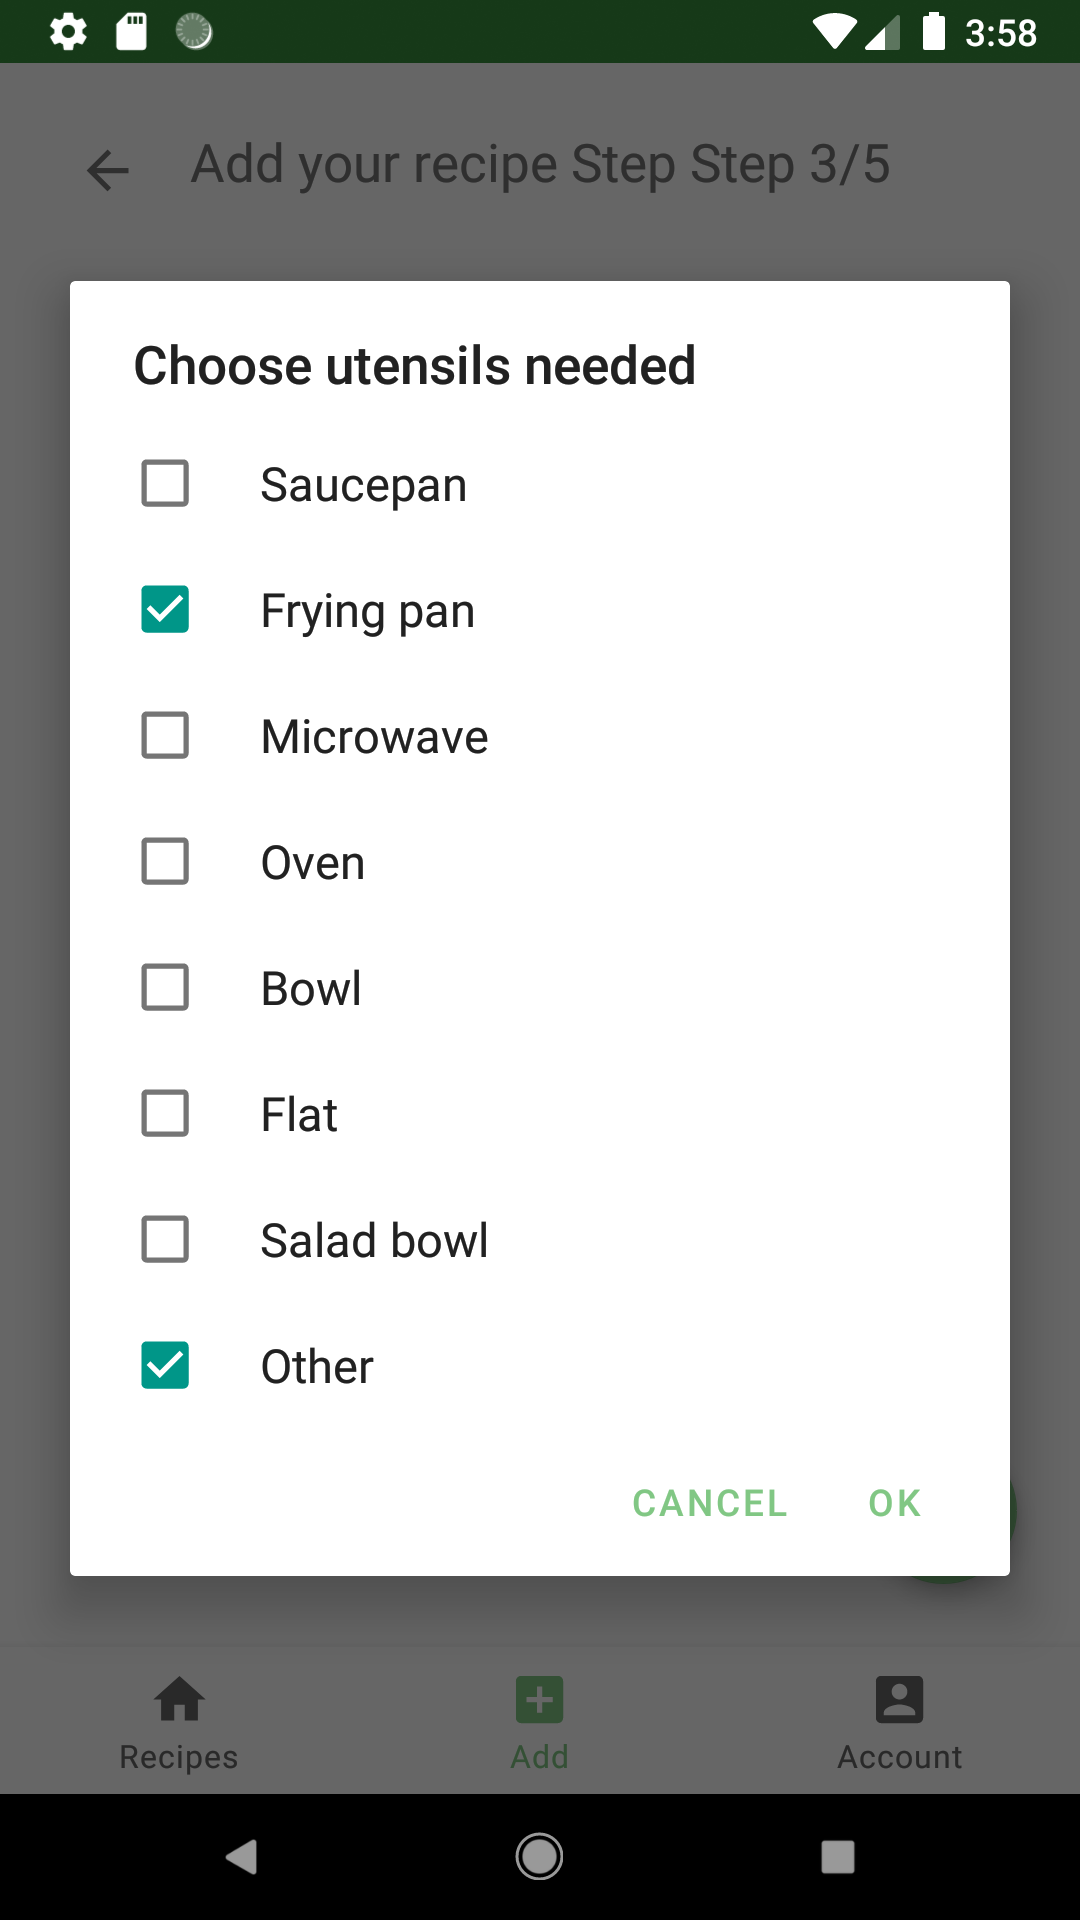 3:58
Add your recipe Step Step 3/5
Choose utensils needed
Saucepan
Frying pan
Microwave
Oven
Bowl
Flat
Salad bowl
Other
CANCEL OK
Recipes Add Account